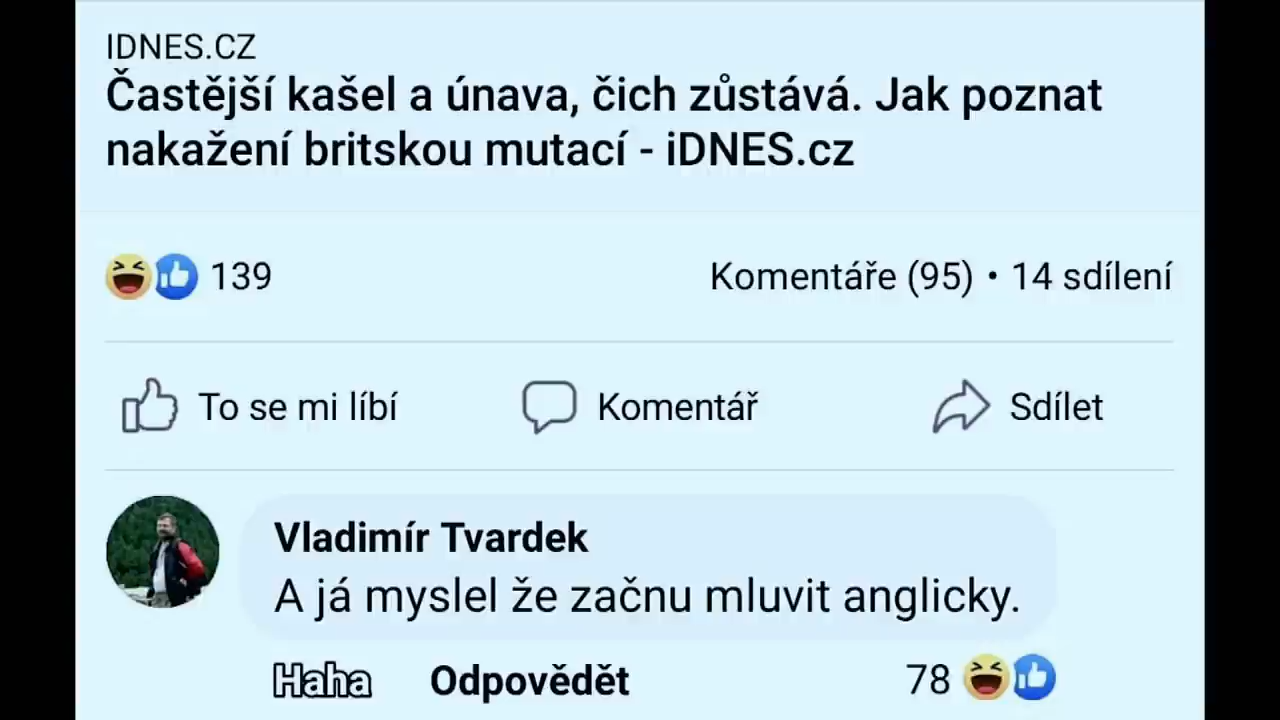 IDNES.CZ
Častější kašel a únava, čich zůstává. Jak poznat
nakažení britskou mutací - iDNES.cz
139
Komentáře (95) • 14 sdílení
To se mi líbí
Komentář
Sdílet
Vladimír Tvardek
A já myslel že začnu mluvit anglicky.
Haha
Odpovědět
78